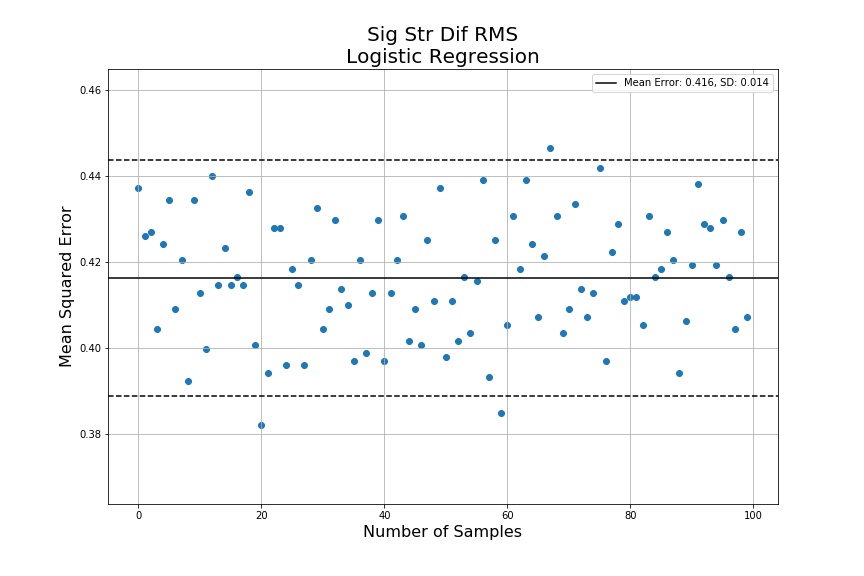 Sig Str Dif RMS
Logistic Regression
Mean Error: 0.416, SD: 0.014
Mean Squared Error
0.46
0.44
0.42
0.40
0.38
0 20 40 60 80 100
Number of Samples